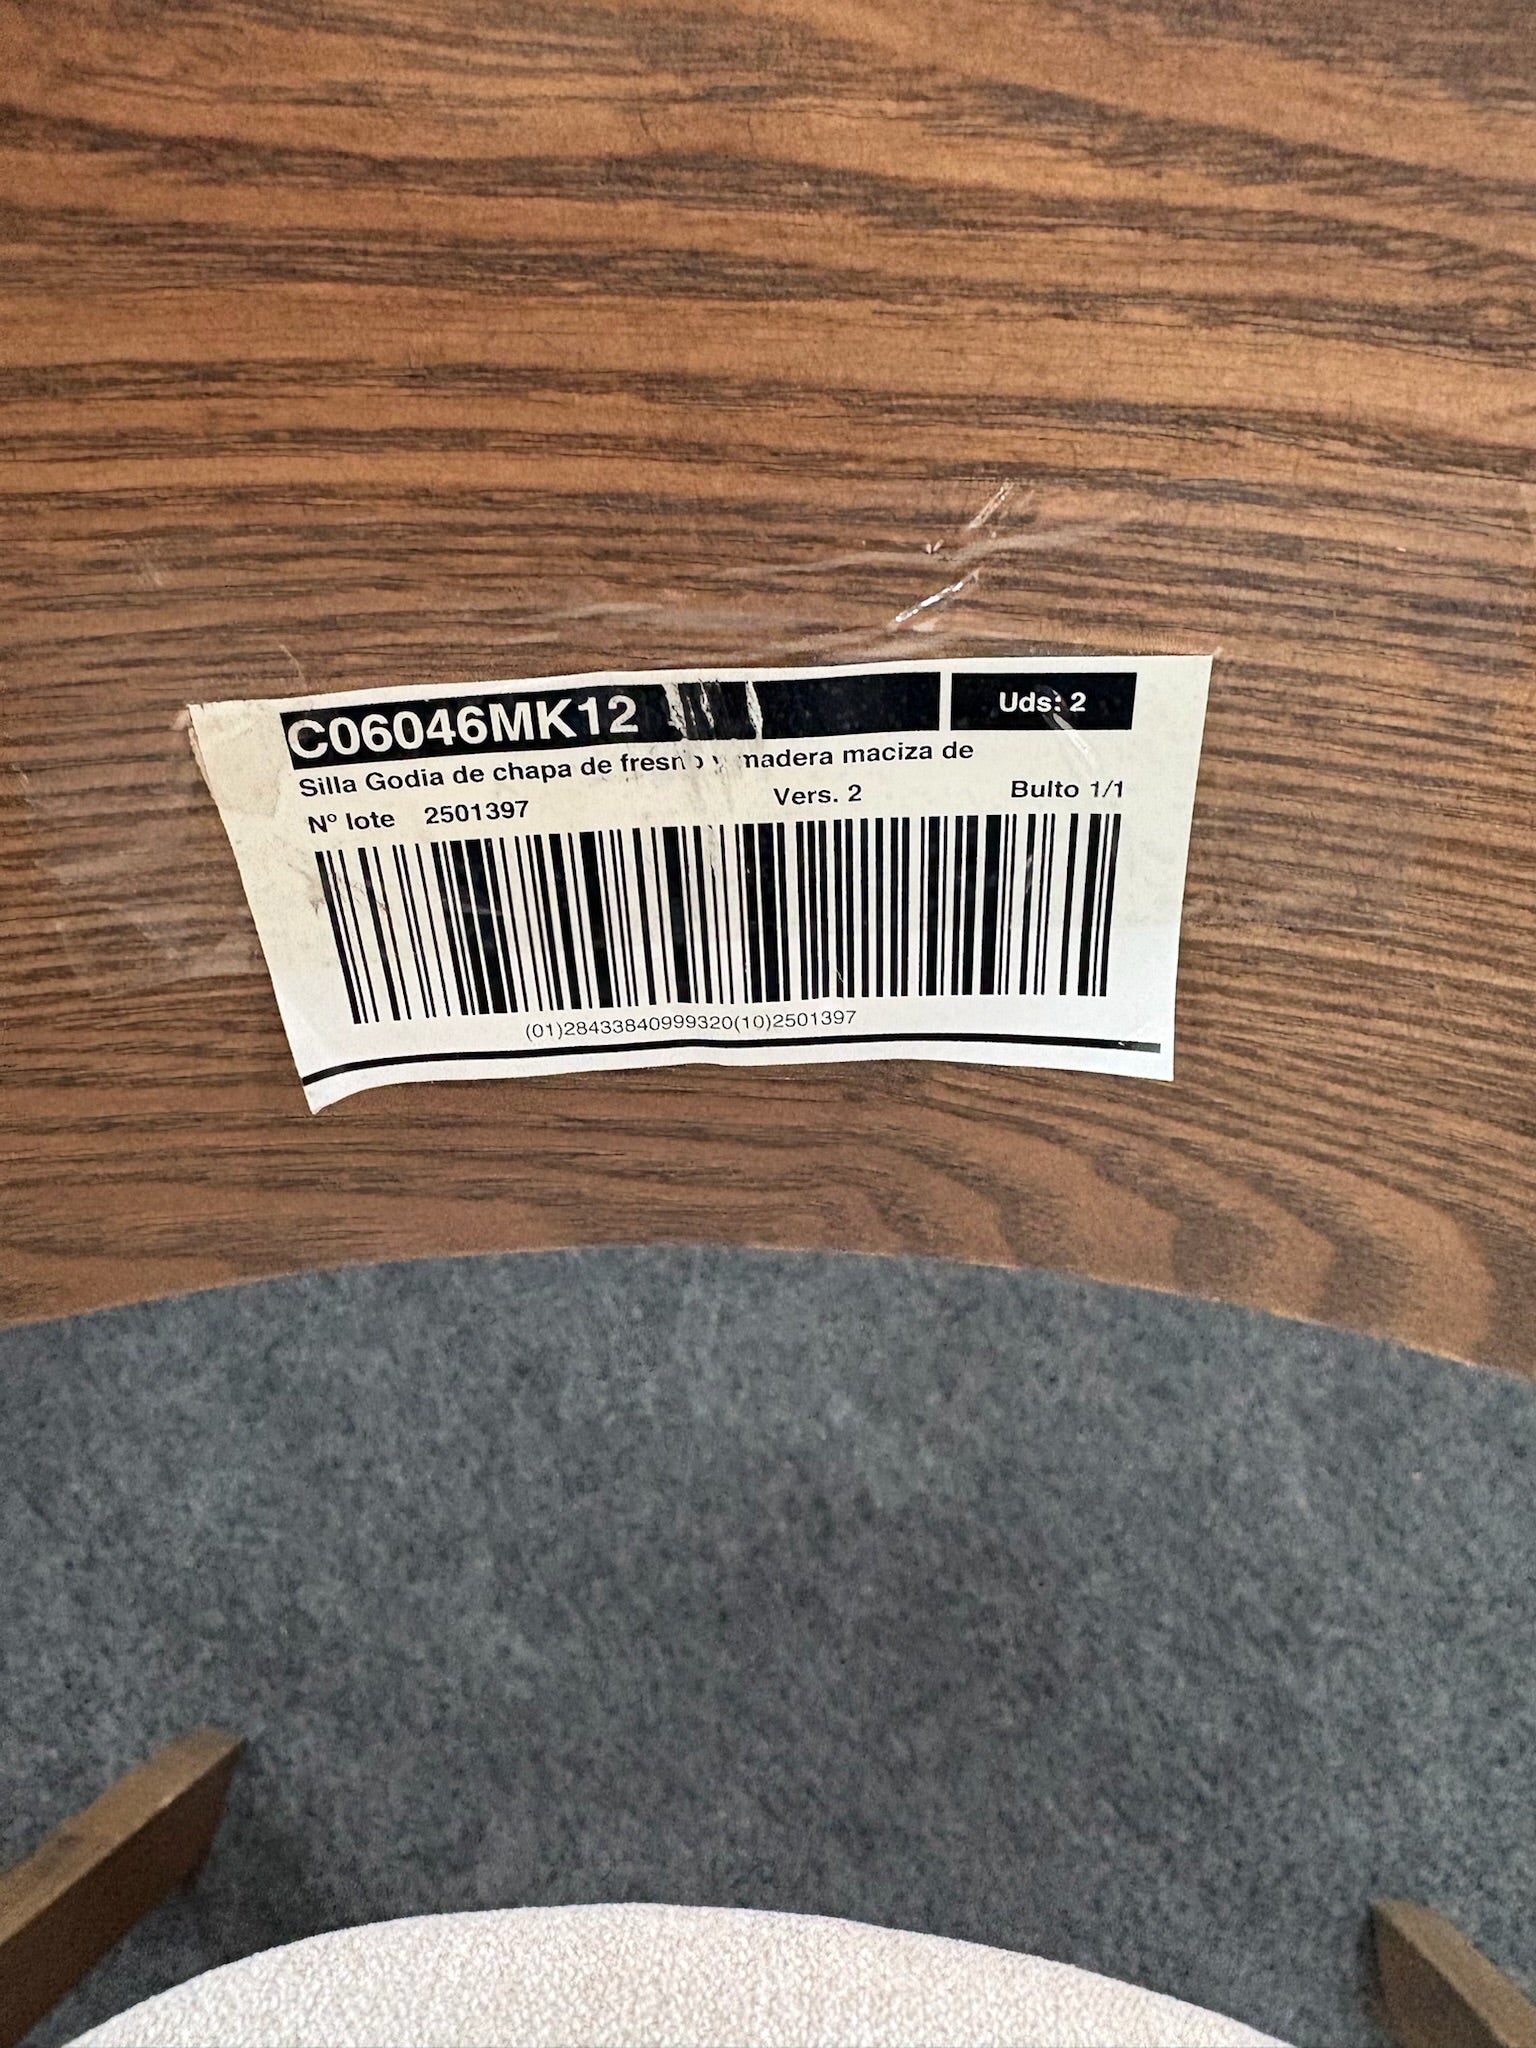 C06046MK12
Uds: 2
Silla Godia de chapa de fresno y madera maciza de
Nº lote 2501397 Vers. 2 Bulto 1/1
(01)28433840999320(10)2501397